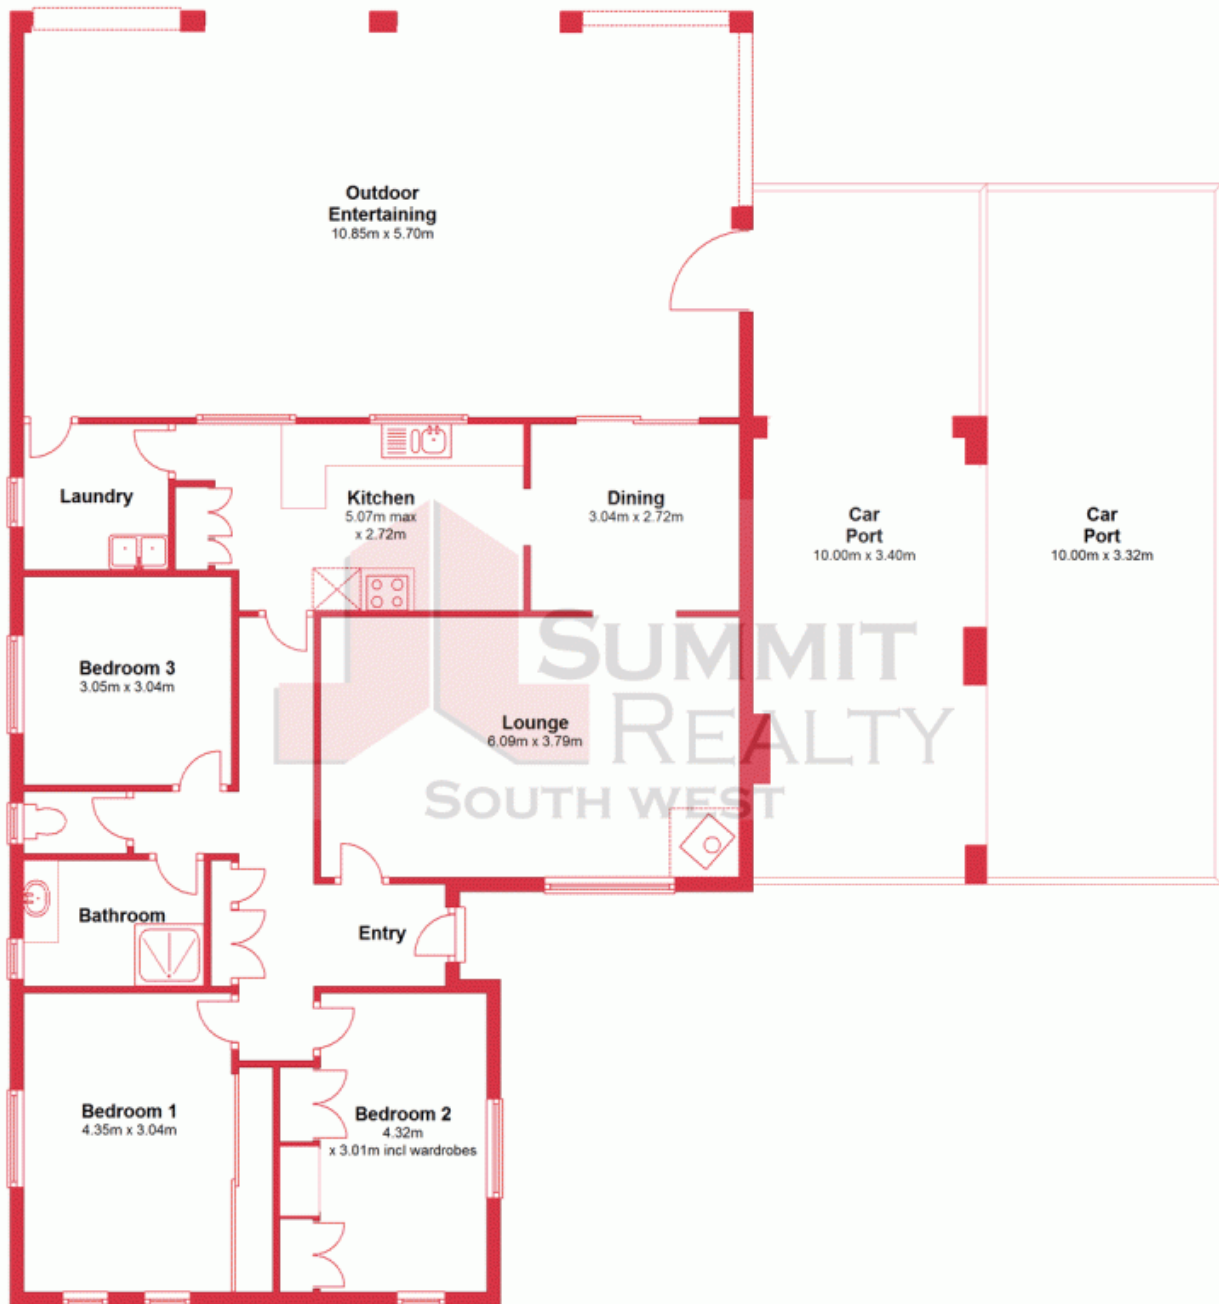 Outdoor
Entertaining
10.85m x 5.70m
Laundry
Kitchen
5.07m max
x 2.72m
Dining
3.04m x 2.72m
Car
Port
10.00m x 3.40m
Car
Port
10.00m x 3.32m
Bedroom 3
3.05m x 3.04m
Lounge
6.09m x 3.79m
SUMMIT
REALTY
SOUTH WEST
Bathroom
Entry
Bedroom 1
4.35m x 3.04m
Bedroom 2
4.32m
x 3.01m incl wardrobes